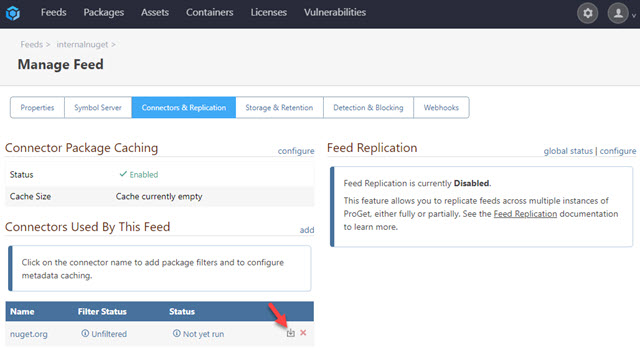 Feeds Packages Assets Containers Licenses Vulnerabilities
Feeds > internalnuget >
Manage Feed
Properties Symbol Server Connectors & Replication Storage & Retention Detection & Blocking Webhooks
Connector Package Caching configure
Status Enabled
Cache Size Cache currently empty
Connectors Used By This Feed add
Click on the connector name to add package filters and to configure
metadata caching.
Name Filter Status Status
nuget.org Unfiltered Not yet run
Feed Replication global status | configure
Feed Replication is currently Disabled.
This feature allows you to replicate feeds across multiple instances of
ProGet, either fully or partially. See the Feed Replication documentation
to learn more.